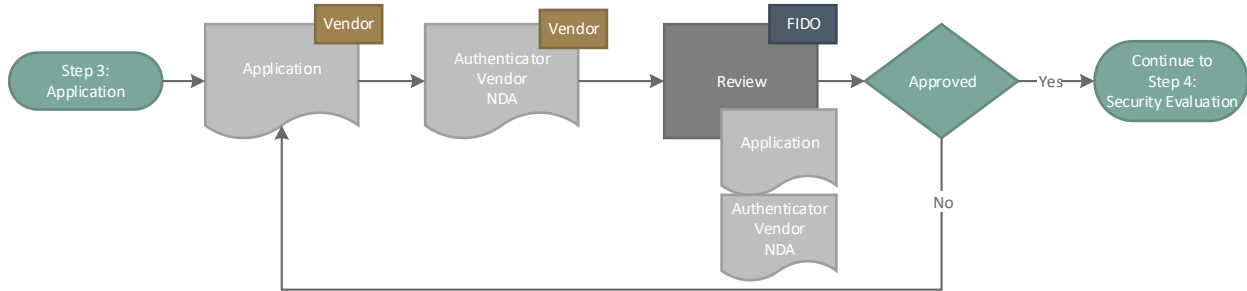 Step 3:
Application
Vendor
Application
Vendor
Authenticator
Vendor
NDA
FIDO
Review
Application
Authenticator
Vendor
NDA
Approved
Yes
No
Continue to
Step 4:
Security Evaluation